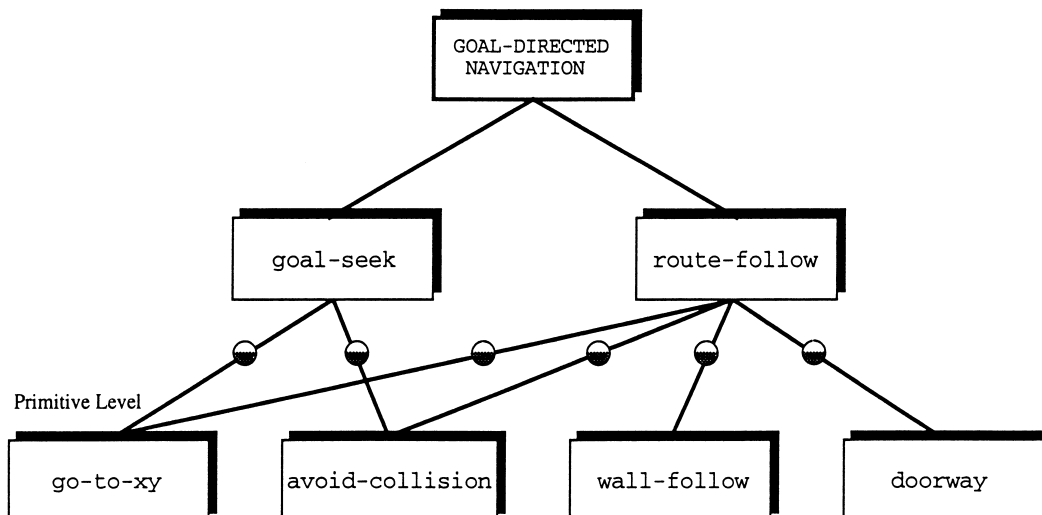 GOAL-DIRECTED
NAVIGATION
goal-seek
route-follow
Primitive Level
go-to-xy
avoid-collision
wall-follow
doorway